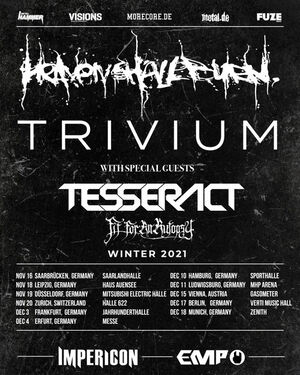 HAMMER
VISIONS
MORECORE.DE
metal.de
FUZE
HEAVEN SHALL BURN.
TRIVIUM
WITH SPECIAL GUESTS
TESSERACT
Fit For An Autopsy
WINTER 2021
NOV 16 SAARBRÜCKEN, GERMANY SAARLANDHALLE
NOV 18 LEIPZIG, GERMANY HAUS AUENSEE
NOV 19 DÜSSELDORF, GERMANY MITSUBISHI ELECTRIC HALLE
NOV 20 ZURICH, SWITZERLAND HALLE 622
DEC 3 FRANKFURT, GERMANY JAHRHUNDERTHALLE
DEC 4 ERFURT, GERMANY MESSE
DEC 10 HAMBURG, GERMANY SPORTHALLE
DEC 11 LUDWIGSBURG, GERMANY MHP ARENA
DEC 15 VIENNA, AUSTRIA GASOMETER
DEC 17 BERLIN, GERMANY VERTI MUSIC HALL
DEC 18 MUNICH, GERMANY ZENITH
IMPERICON
EMP